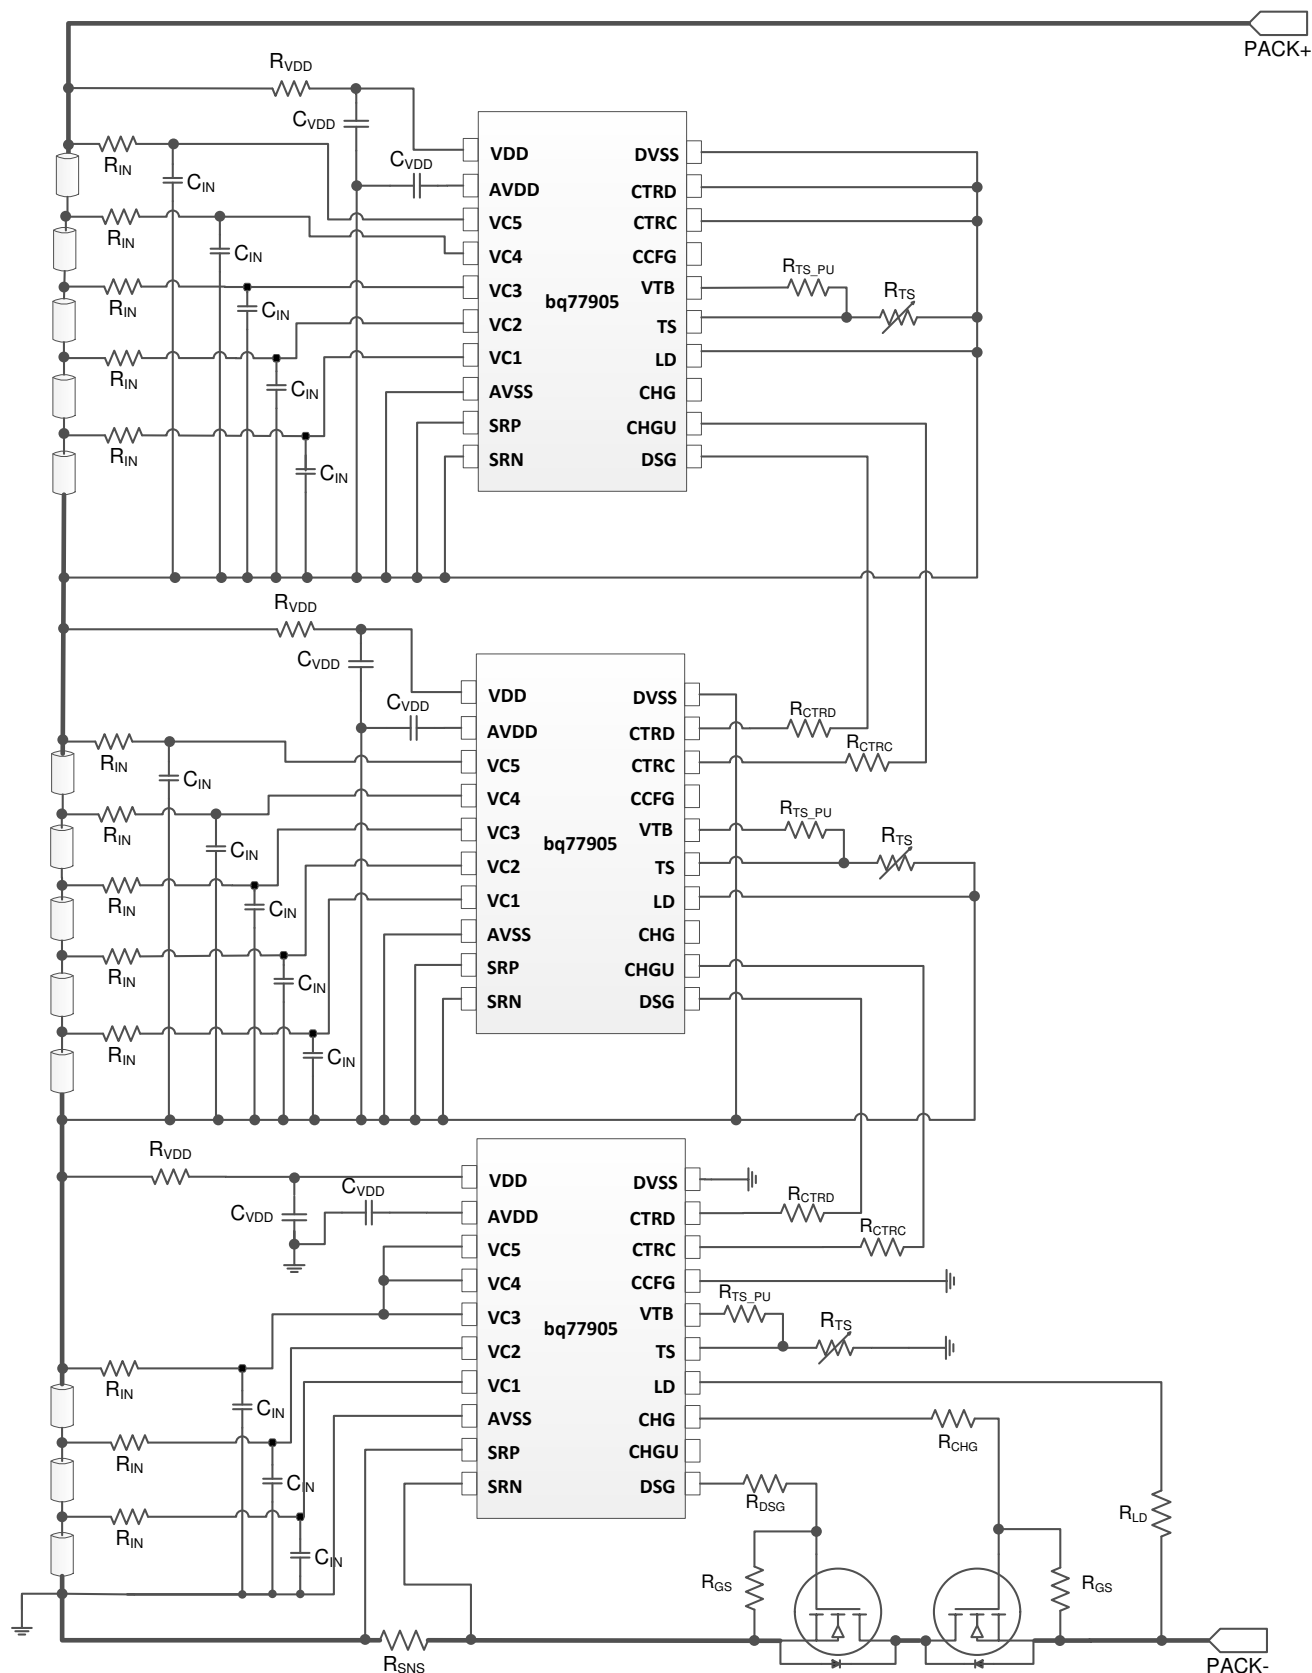 PACK+
RVDD
CVDD
CVDD
RIN
CIN
RIN
CIN
RIN
CIN
RIN
CIN
RIN
CIN
bq77905
VDD
AVDD
VC5
VC4
VC3
VC2
VC1
AVSS
SRP
SRN
DVSS
CTRD
CTRC
CCFG
VTB
TS
LD
CHG
CHGU
DSG
RTS_PU
RTS
RVDD
CVDD
CVDD
RIN
CIN
RIN
CIN
RIN
CIN
RIN
CIN
RIN
CIN
bq77905
VDD
AVDD
VC5
VC4
VC3
VC2
VC1
AVSS
SRP
SRN
DVSS
CTRD
CTRC
CCFG
VTB
TS
LD
CHG
CHGU
DSG
RCTRD
RCTRC
RTS_PU
RTS
RVDD
CVDD
CVDD
RIN
CIN
RIN
CIN
RIN
CIN
bq77905
VDD
AVDD
VC5
VC4
VC3
VC2
VC1
AVSS
SRP
SRN
DVSS
CTRD
CTRC
CCFG
VTB
TS
LD
CHG
CHGU
DSG
RCTRD
RCTRC
RTS_PU
RTS
RCHG
RDSG
RLD
RGS
RGS
RSNS
PACK-